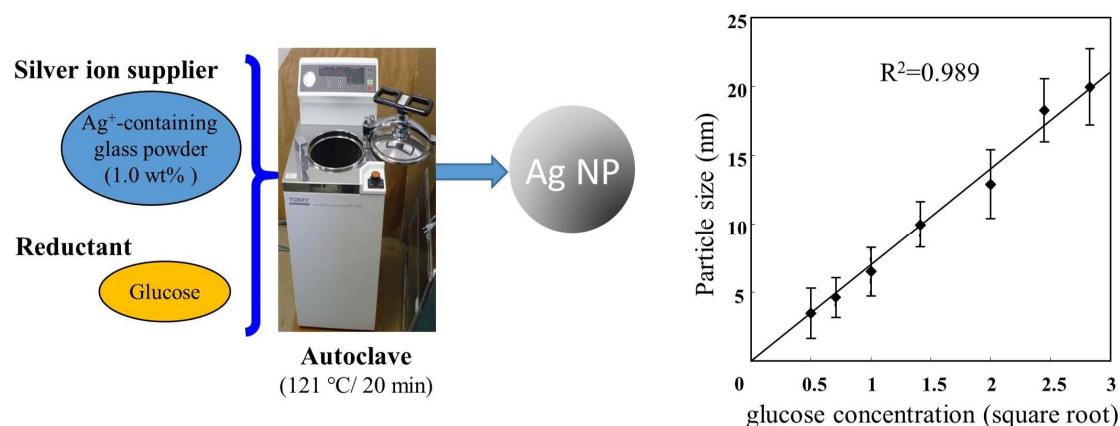 Silver ion supplier
Ag⁺-containing
glass powder
(1.0 wt% )
Reductant
Glucose
TOMY
Autoclave
(121 ℃/ 20 min)
Ag NP
R²=0.989
Particle size (nm)
25
20
15
10
5
0 0.5 1 1.5 2 2.5 3
glucose concentration (square root)